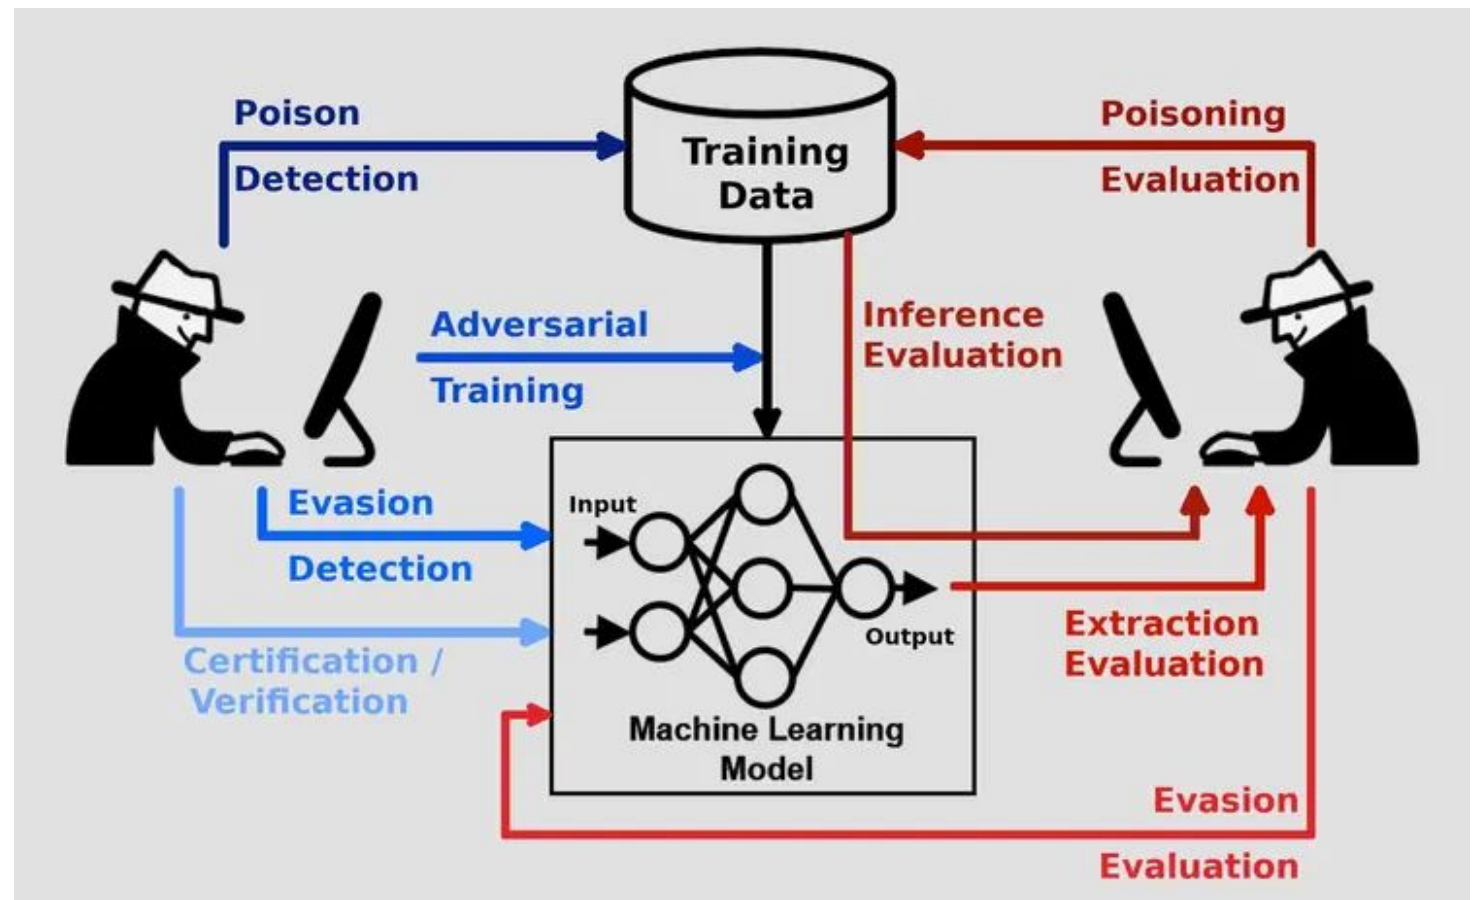 Poison
Detection
Training
Data
Poisoning
Evaluation
Adversarial
Training
Inference
Evaluation
Evasion
Detection
Certification /
Verification
Input
Output
Machine Learning
Model
Extraction
Evaluation
Evasion
Evaluation